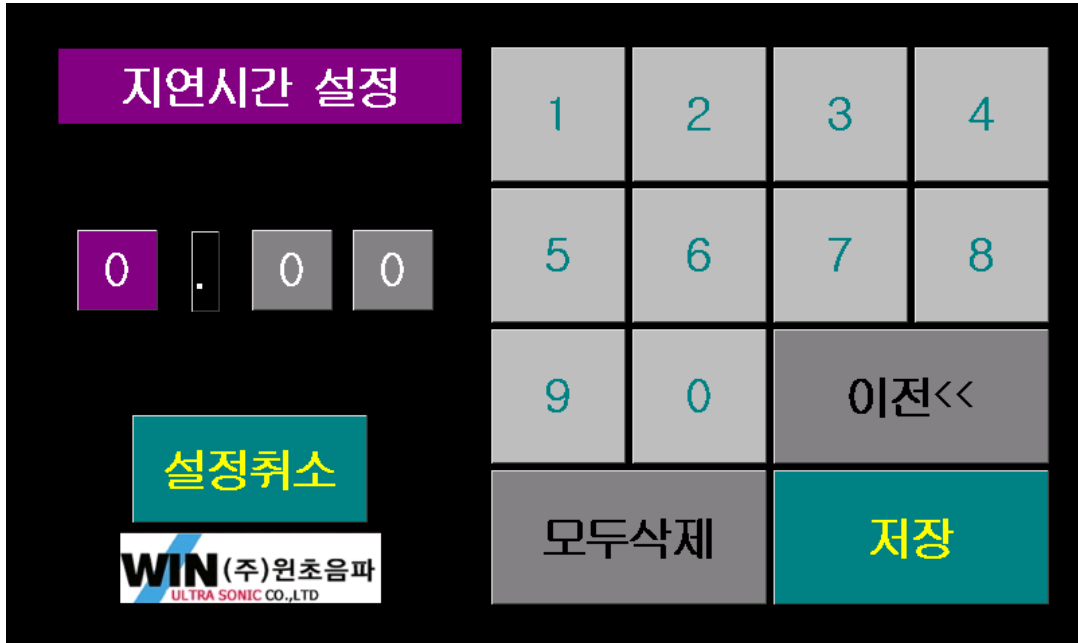 지연시간 설정
0 . 0 0
설정취소
WIN (주)윈초음파
ULTRA SONIC CO.,LTD
1 2 3 4
5 6 7 8
9 0 이전<<
모두삭제 저장